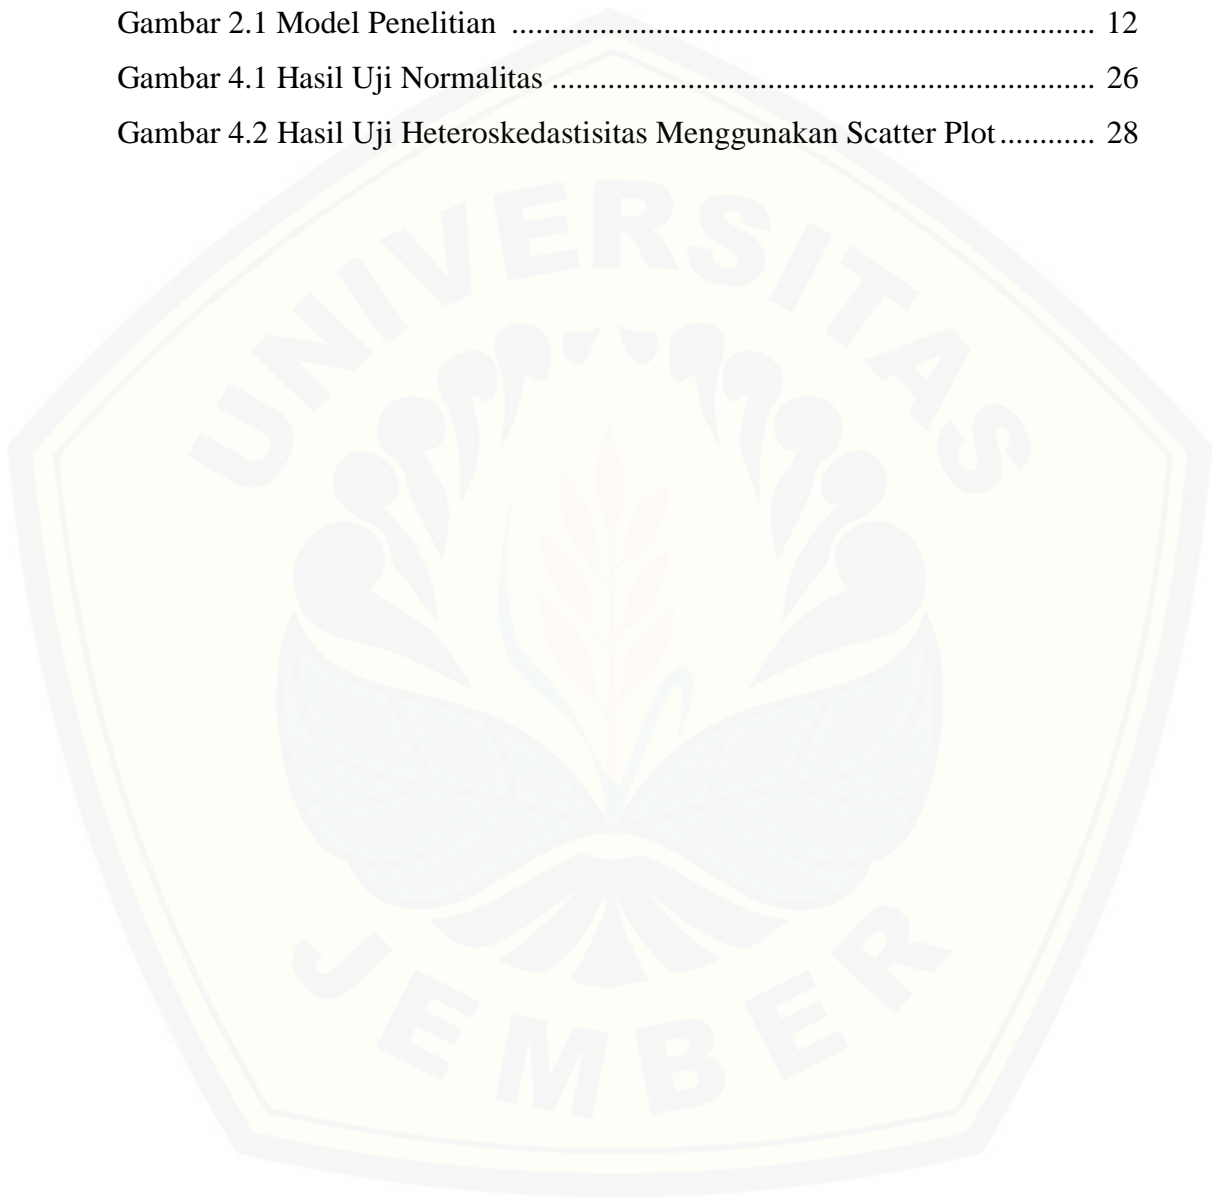 Gambar 2.1 Model Penelitian ........................................................................ 12
Gambar 4.1 Hasil Uji Normalitas ................................................................... 26
Gambar 4.2 Hasil Uji Heteroskedastisitas Menggunakan Scatter Plot ............ 28
UNIVERSITAS
JEMBER